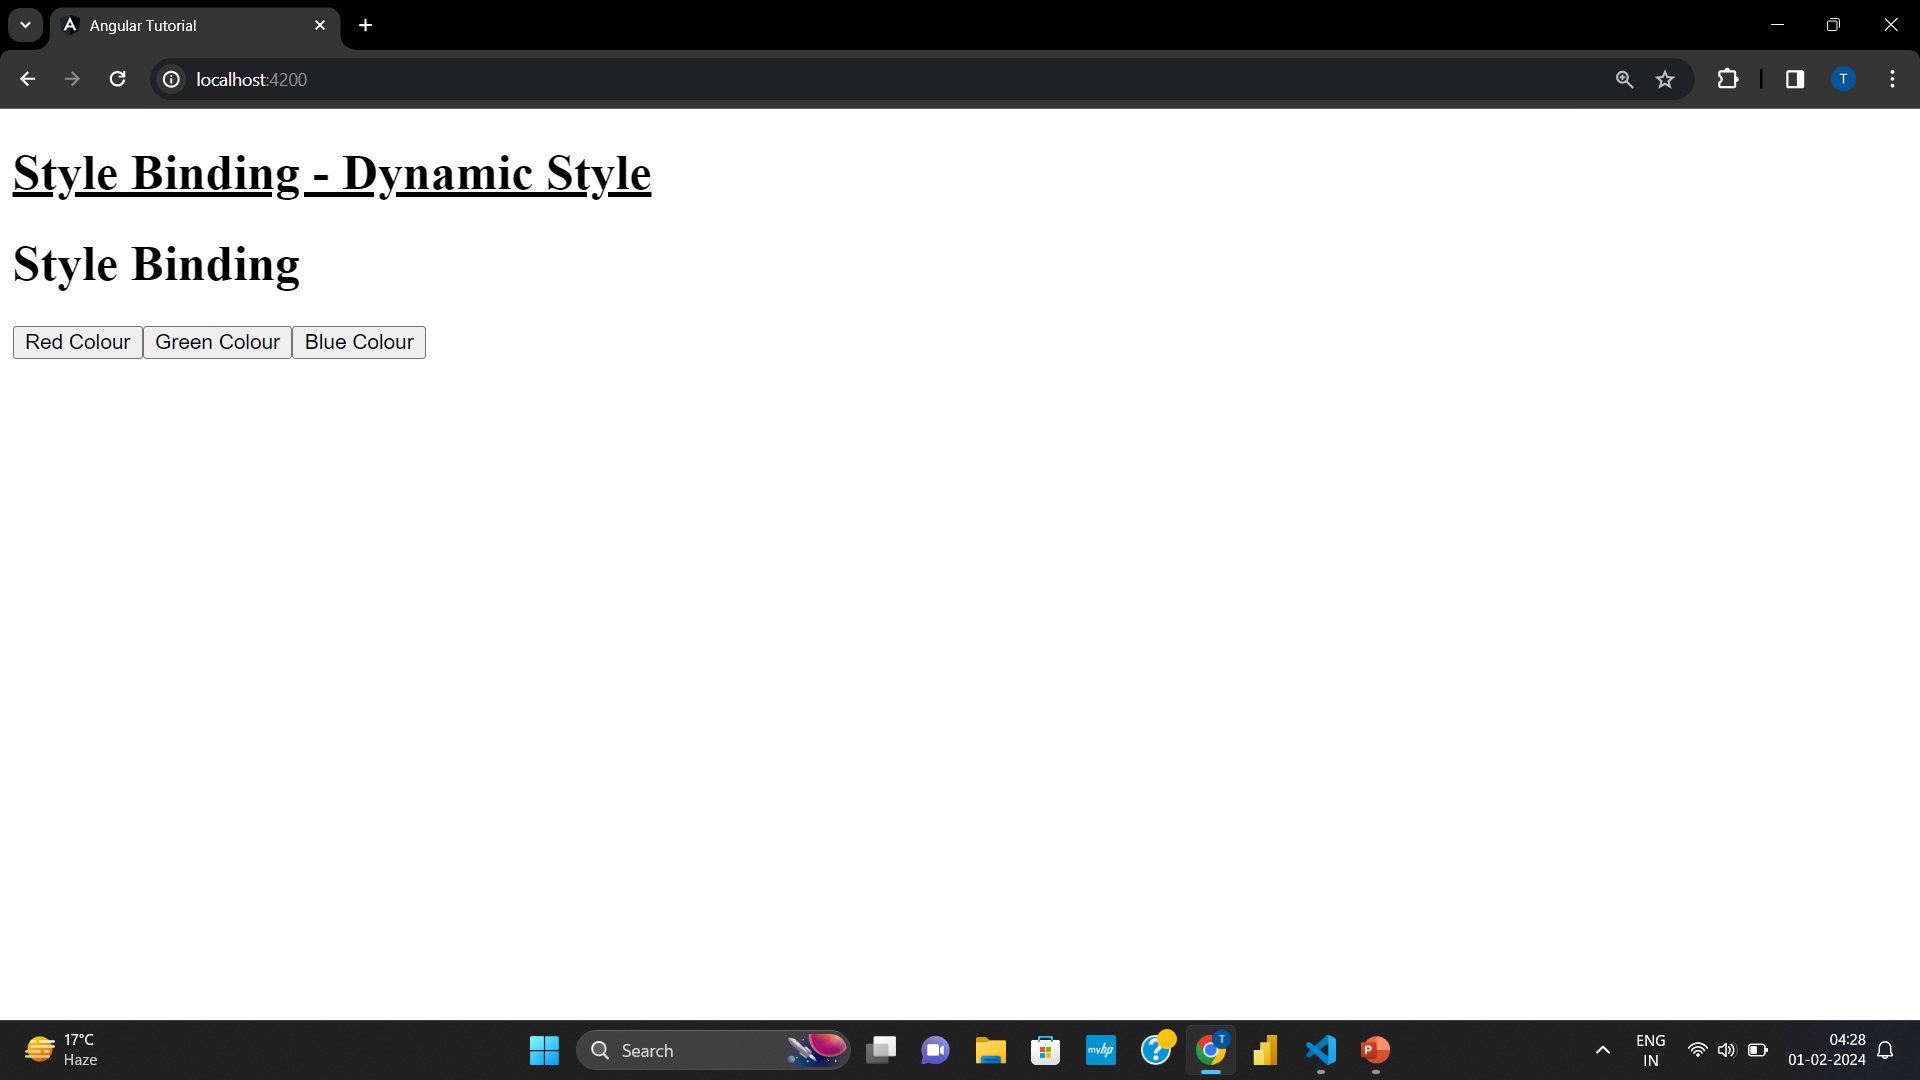 Angular Tutorial
localhost:4200
T
Style Binding - Dynamic Style
Style Binding
Red Colour Green Colour Blue Colour
17°C
Haze
Search
myhp
T
P
ENG
IN
04:28
01-02-2024